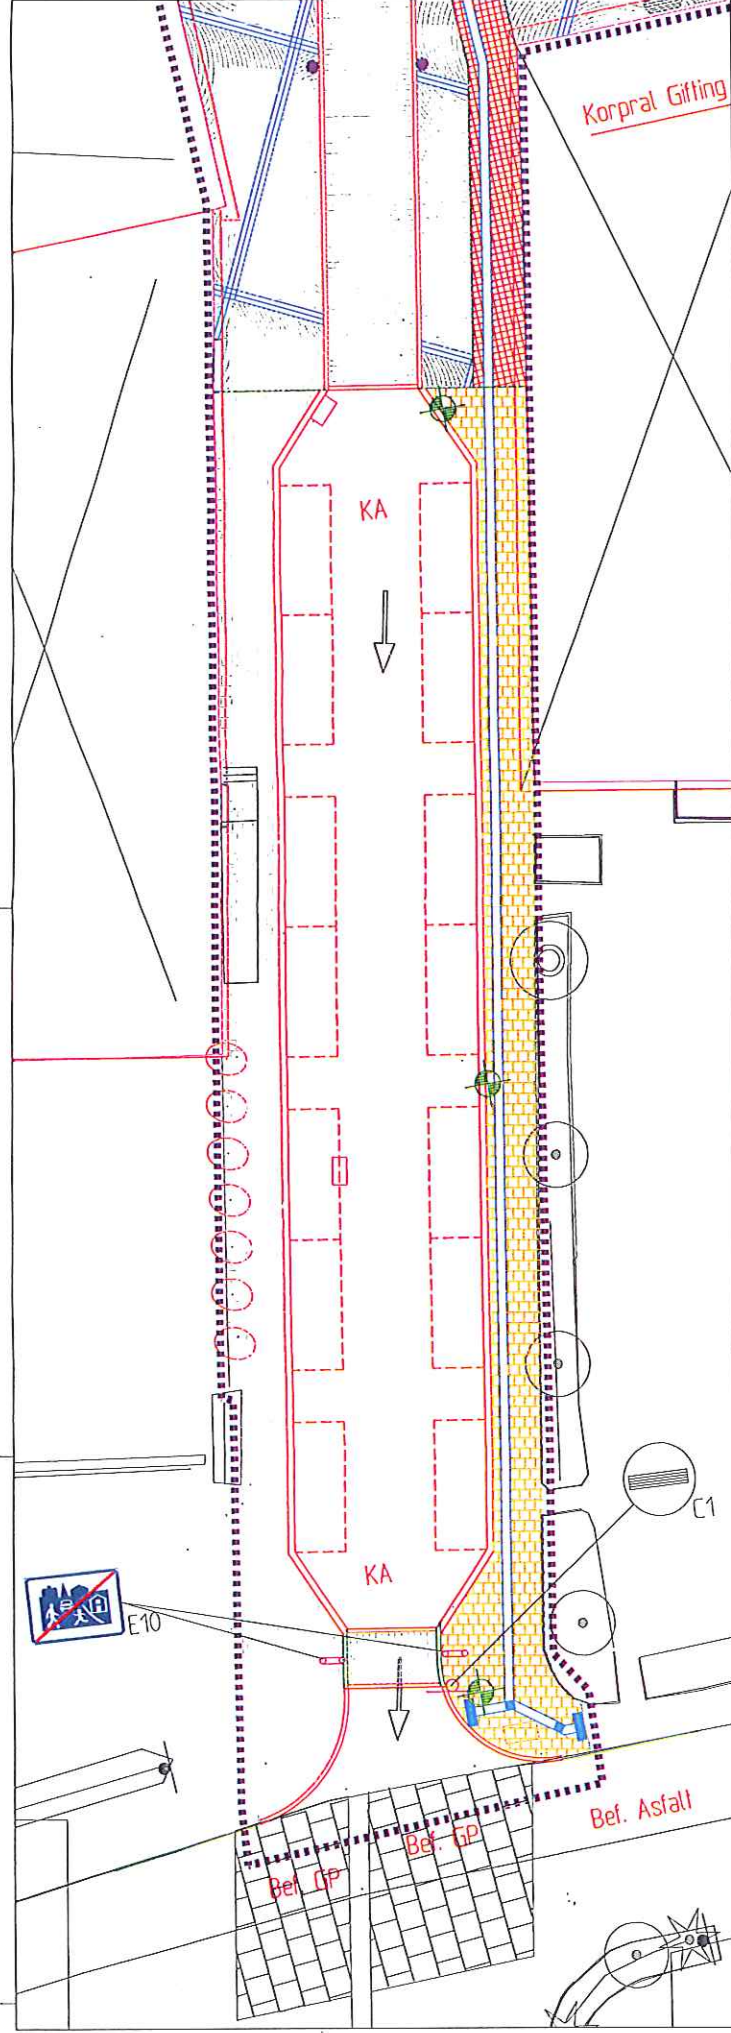 Korpral Gifting
KA
KA
C1
E10
Bef. Asfalt
Bef. GP
Bef. GP